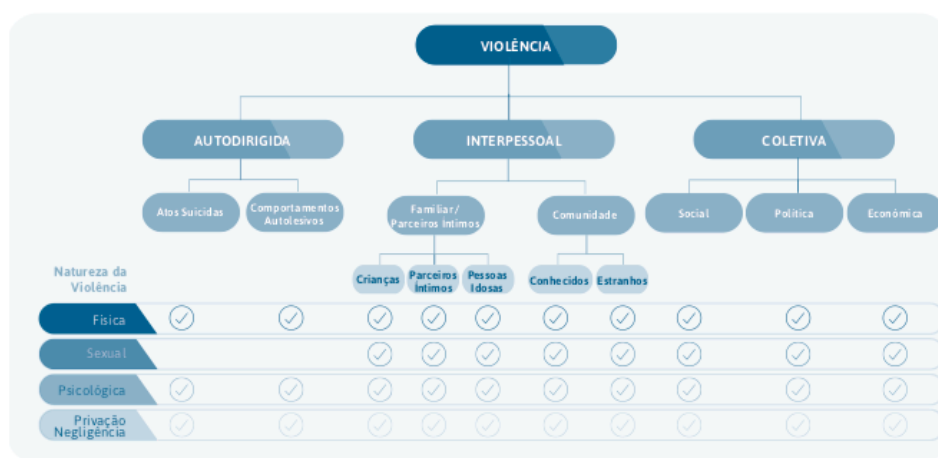 VIOLÊNCIA
AUTODIRIGIDA
INTERPESSOAL
COLETIVA
Atos Suicidas
Comportamentos
Autolesivos
Familiar/
Parceiros Íntimos
Comunidade
Social
Política
Económica
Crianças
Parceiros
Íntimos
Pessoas
Idosas
Conhecidos
Estranhos
Natureza da
Violência
Física
Sexual
Psicológica
Privação
Negligência